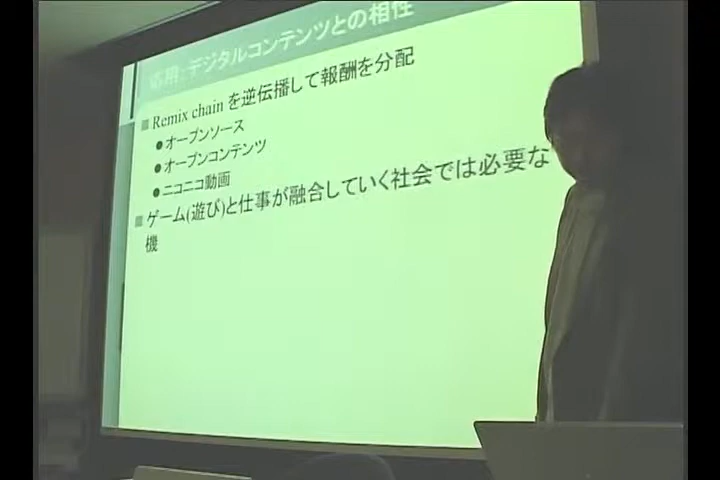 応用：デジタルコンテンツとの相性
Remix chain を逆伝播して報酬を分配
オープンソース
オープンコンテンツ
ニコニコ動画
ゲーム(遊び)と仕事が融合していく社会では必要な
機